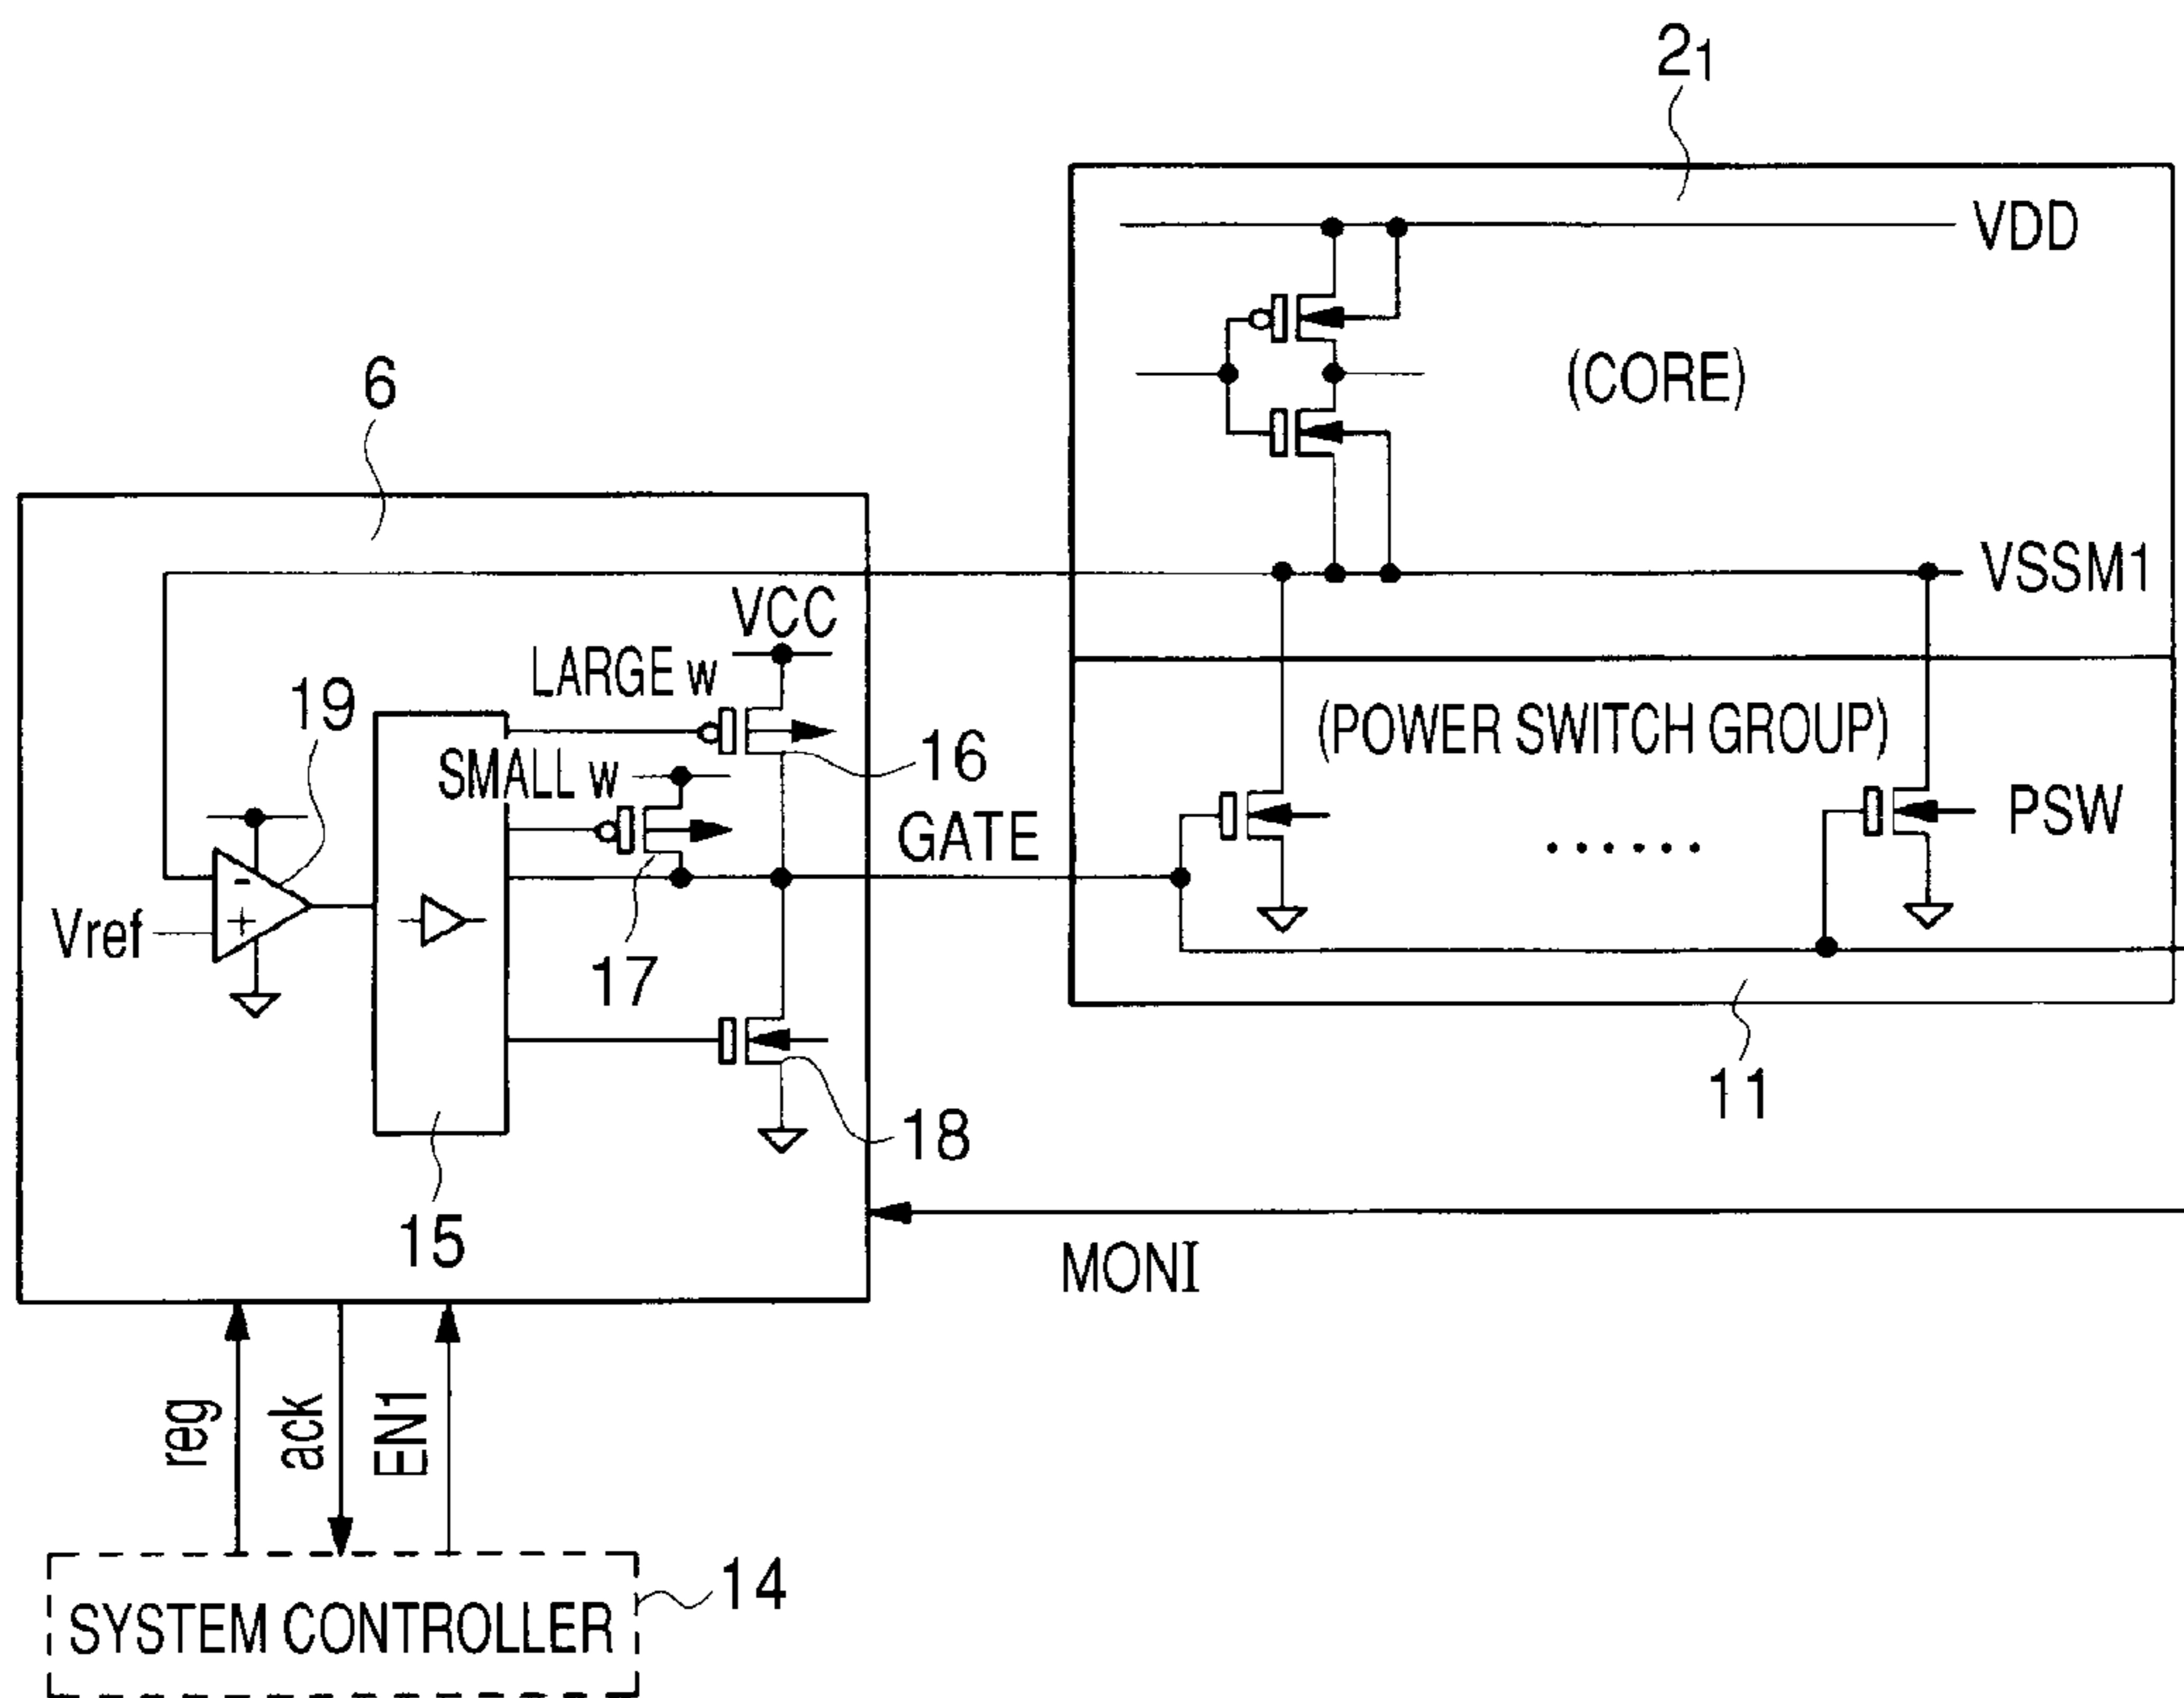 21
VDD
(CORE)
6
VSSM1
VCC
LARGE w
19
(POWER SWITCH GROUP)
16
SMALL w
GATE
PSW
Vref
-
+
17
11
18
15
MONI
reg
ack
EN1
14
SYSTEM CONTROLLER